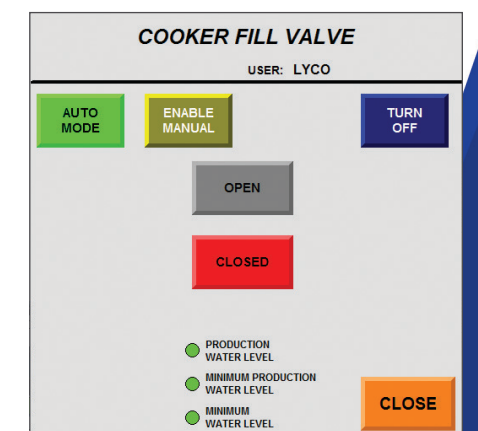 COOKER FILL VALVE
USER: LYCO
AUTO
MODE
ENABLE
MANUAL
TURN
OFF
OPEN
CLOSED
PRODUCTION
WATER LEVEL
MINIMUM PRODUCTION
WATER LEVEL
MINIMUM
WATER LEVEL
CLOSE